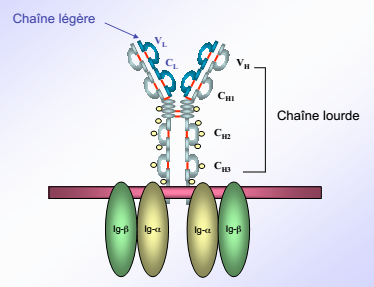 Chaîne légère
VL
CL
VH
CH1
Chaîne lourde
CH2
CH3
Ig-β
Ig-α
Ig-α
Ig-β